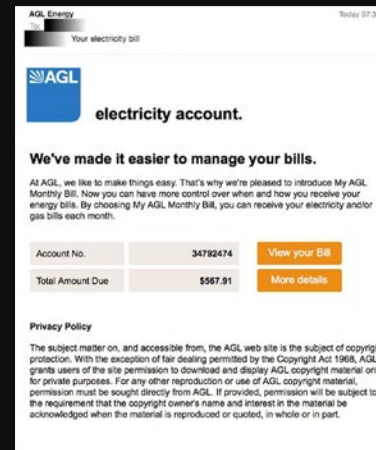 AGL Energy
Today 07:3
To:
Your electricity bill
AGL
electricity account.
We've made it easier to manage your bills.
At AGL, we like to make things easy. That's why we're pleased to introduce My AGL
Monthly Bill. Now you can have more control over when and how you receive your
energy bills. By choosing My AGL Monthly Bill, you can receive your electricity and/or
gas bills each month.
Account No. 34792474 View your Bill
Total Amount Due $567.91 More details
Privacy Policy
The subject matter on, and accessible from, the AGL web site is the subject of copyrigh
protection. With the exception of fair dealing permitted by the Copyright Act 1968, AGL
grants users of the site permission to download and display AGL copyright material onl
for private purposes. For any other reproduction or use of AGL copyright material,
permission must be sought directly from AGL. If provided, permission will be subject to
the requirement that the copyright owner's name and interest in the material be
acknowledged when the material is reproduced or quoted, in whole or in part.